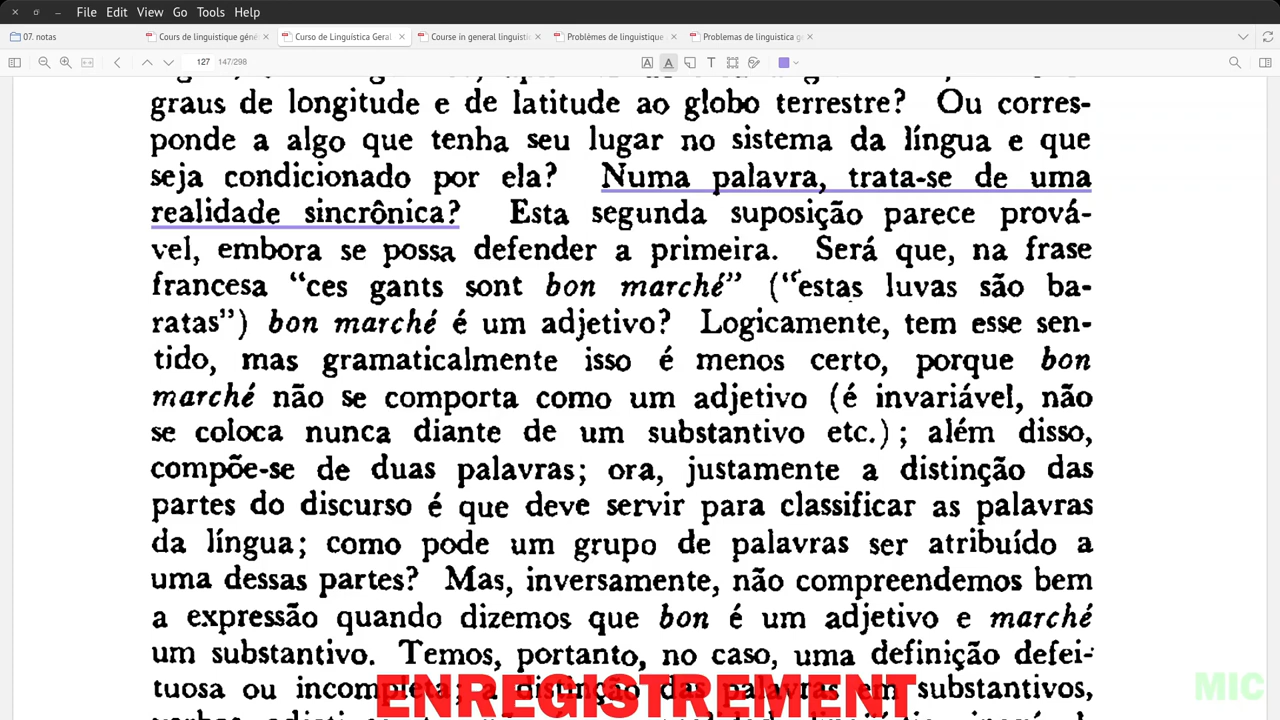 File Edit View Go Tools Help
07. notas
Cours de linguistique géné
Curso de Linguística Geral
Course in general linguisti
Problèmes de linguistique
Problemas de linguistica g
127 147/298
graus de longitude e de latitude ao globo terrestre? Ou corres-
ponde a algo que tenha seu lugar no sistema da língua e que
seja condicionado por ela? Numa palavra, trata-se de uma
realidade sincrônica? Esta segunda suposição parece prová-
vel, embora se possa defender a primeira. Será que, na frase
francesa “ces gants sont bon marché” (“estas luvas são ba-
ratas”) bon marché é um adjetivo? Logicamente, tem esse sen-
tido, mas gramaticalmente isso é menos certo, porque bon
marché não se comporta como um adjetivo (é invariável, não
se coloca nunca diante de um substantivo etc.); além disso,
compõe-se de duas palavras; ora, justamente a distinção das
partes do discurso é que deve servir para classificar as palavras
da língua; como pode um grupo de palavras ser atribuído a
uma dessas partes? Mas, inversamente, não compreendemos bem
a expressão quando dizemos que bon é um adjetivo e marché
um substantivo. Temos, portanto, no caso, uma definição defei-
tuosa ou incompleta; a distinção das palavras em substantivos,
ENREGISTREMENT
MIC